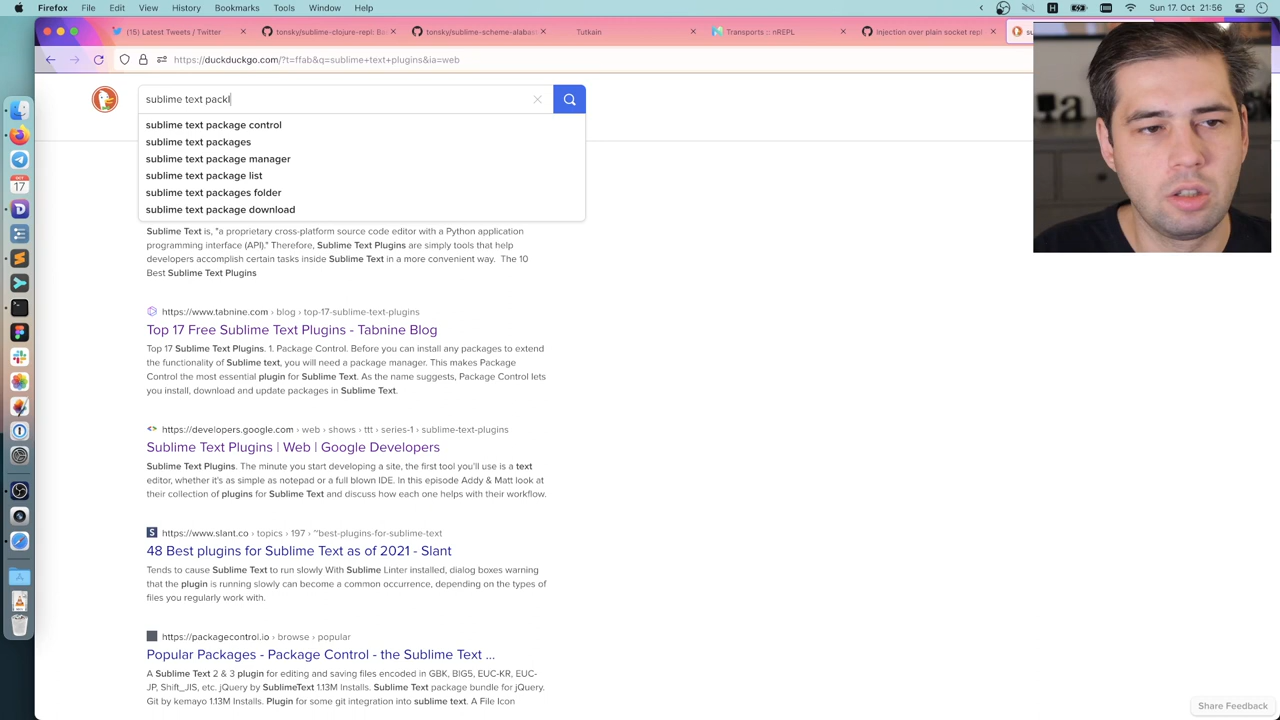 Firefox File Edit View History Bookmarks Tools Window Help
Sun 17. Oct 21:56
(15) Latest Tweets / Twitter
tonsky/sublime-clojure-repl: Ba
tonsky/sublime-scheme-alabas
Tutkain
Transports :: nREPL
injection over plain socket repl
su
https://duckduckgo.com/?t=ffab&q=sublime+text+plugins&ia=web
sublime text packl
sublime text package control
sublime text packages
sublime text package manager
sublime text package list
sublime text packages folder
sublime text package download
Sublime Text is, "a proprietary cross-platform source code editor with a Python application
programming interface (API)." Therefore, Sublime Text Plugins are simply tools that help
developers accomplish certain tasks inside Sublime Text in a more convenient way. The 10
Best Sublime Text Plugins
https://www.tabnine.com › blog › top-17-sublime-text-plugins
Top 17 Free Sublime Text Plugins - Tabnine Blog
Top 17 Sublime Text Plugins. 1. Package Control. Before you can install any packages to extend
the functionality of Sublime text, you will need a package manager. This makes Package
Control the most essential plugin for Sublime Text. As the name suggests, Package Control lets
you install, download and update packages in Sublime Text.
https://developers.google.com › web › shows › ttt › series-1 › sublime-text-plugins
Sublime Text Plugins | Web | Google Developers
Sublime Text Plugins. The minute you start developing a site, the first tool you'll use is a text
editor, whether it's as simple as notepad or a full blown IDE. In this episode Addy & Matt look at
their collection of plugins for Sublime Text and discuss how each one helps with their workflow.
https://www.slant.co › topics › 197 › ~best-plugins-for-sublime-text
48 Best plugins for Sublime Text as of 2021 - Slant
Tends to cause Sublime Text to run slowly With Sublime Linter installed, dialog boxes warning
that the plugin is running slowly can become a common occurrence, depending on the types of
files you regularly work with.
https://packagecontrol.io › browse › popular
Popular Packages - Package Control - the Sublime Text ...
A Sublime Text 2 & 3 plugin for editing and saving files encoded in GBK, BIG5, EUC-KR, EUC-
JP, Shift_JIS, etc. jQuery by SublimeText 1.13M Installs. Sublime Text package bundle for jQuery.
Git by kemayo 1.13M Installs. Plugin for some git integration into sublime text. A File Icon
OCT
17
Share Feedback